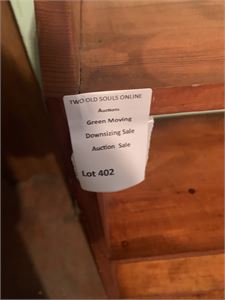 TWO OLD SOULS ONLINE
Auctions
Green Moving
Downsizing Sale
Auction Sale
Lot 402